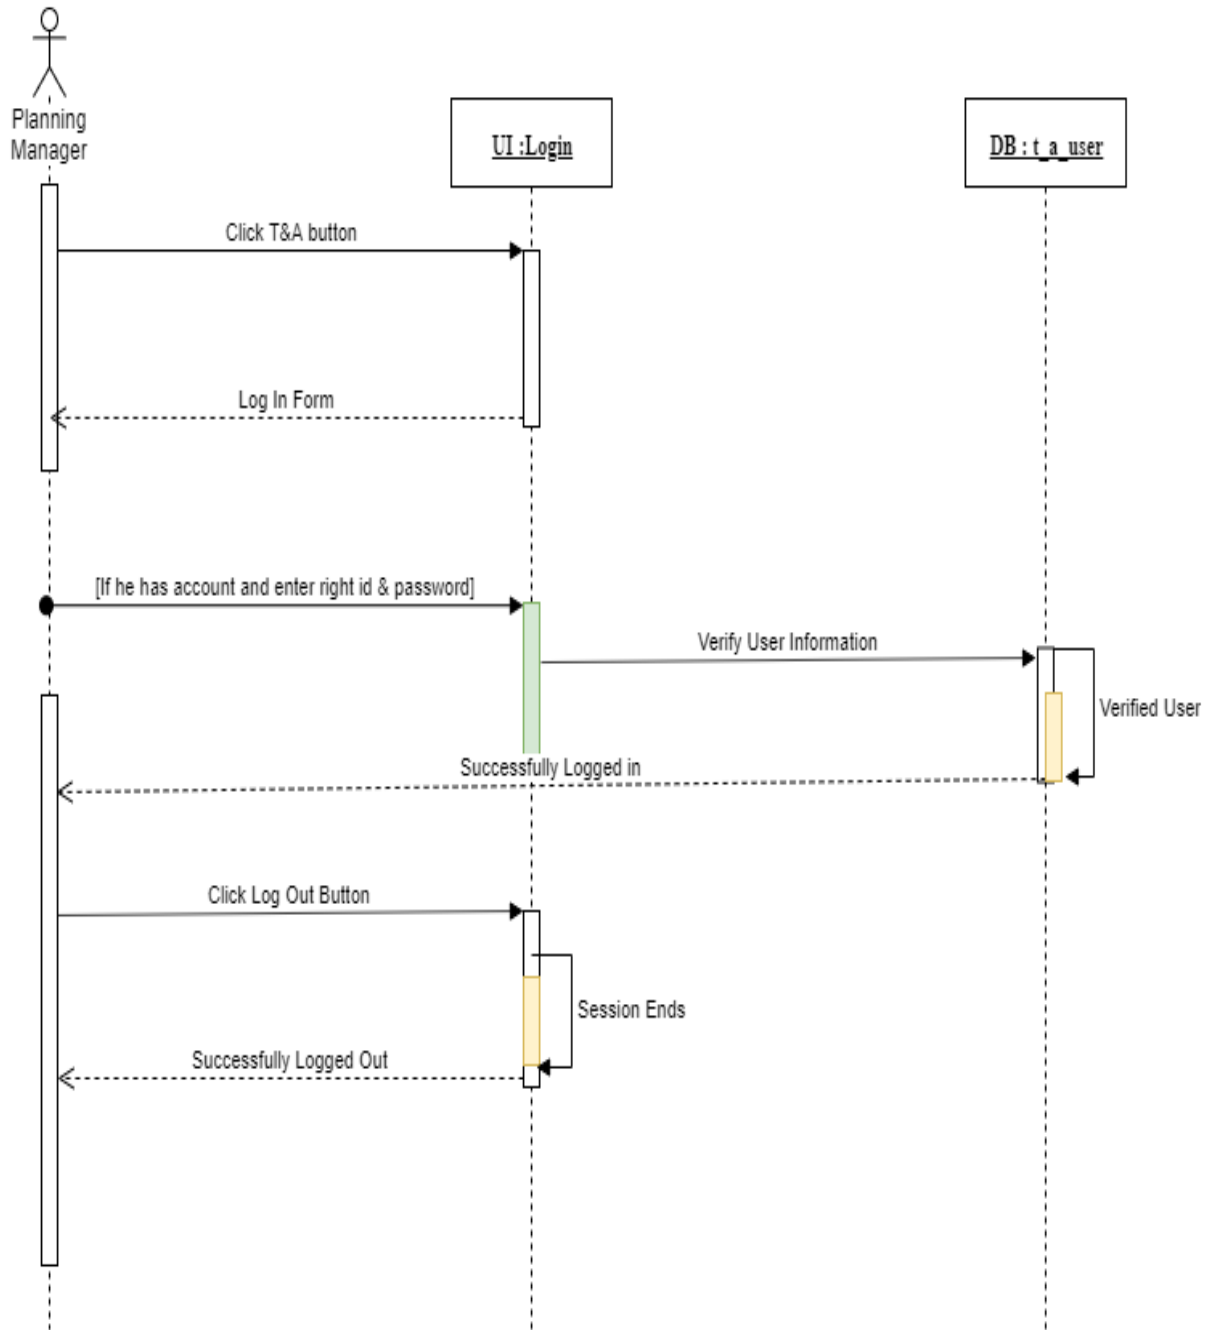 Planning
Manager
UI :Login
DB : t_a_user
Click T&A button
Log In Form
[If he has account and enter right id & password]
Verify User Information
Verified User
Successfully Logged in
Click Log Out Button
Session Ends
Successfully Logged Out